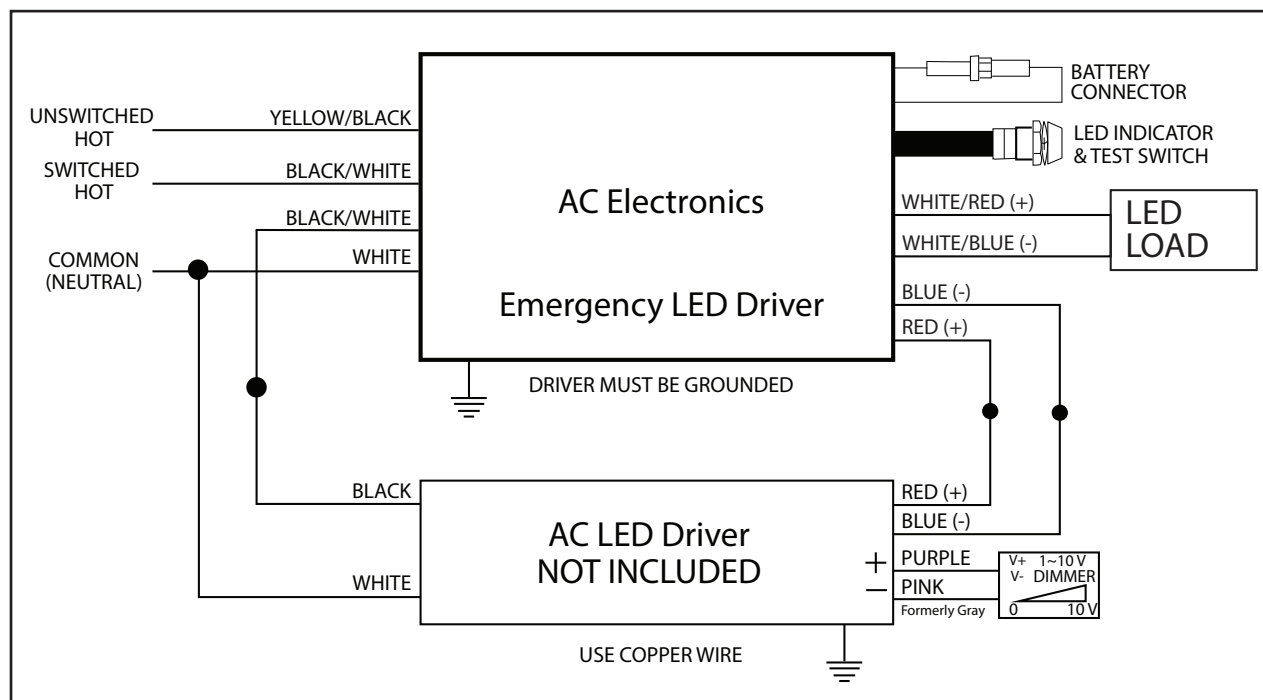 UNSWITCHED
HOT
YELLOW/BLACK
SWITCHED
HOT
BLACK/WHITE
BLACK/WHITE
COMMON
(NEUTRAL)
WHITE
AC Electronics
Emergency LED Driver
BATTERY
CONNECTOR
LED INDICATOR
& TEST SWITCH
WHITE/RED (+)
WHITE/BLUE (-)
LED
LOAD
BLUE (-)
RED (+)
DRIVER MUST BE GROUNDED
BLACK
WHITE
AC LED Driver
NOT INCLUDED
RED (+)
BLUE (-)
+ PURPLE
– PINK
Formerly Gray
V+ 1~10 V
V- DIMMER
0 10 V
USE COPPER WIRE